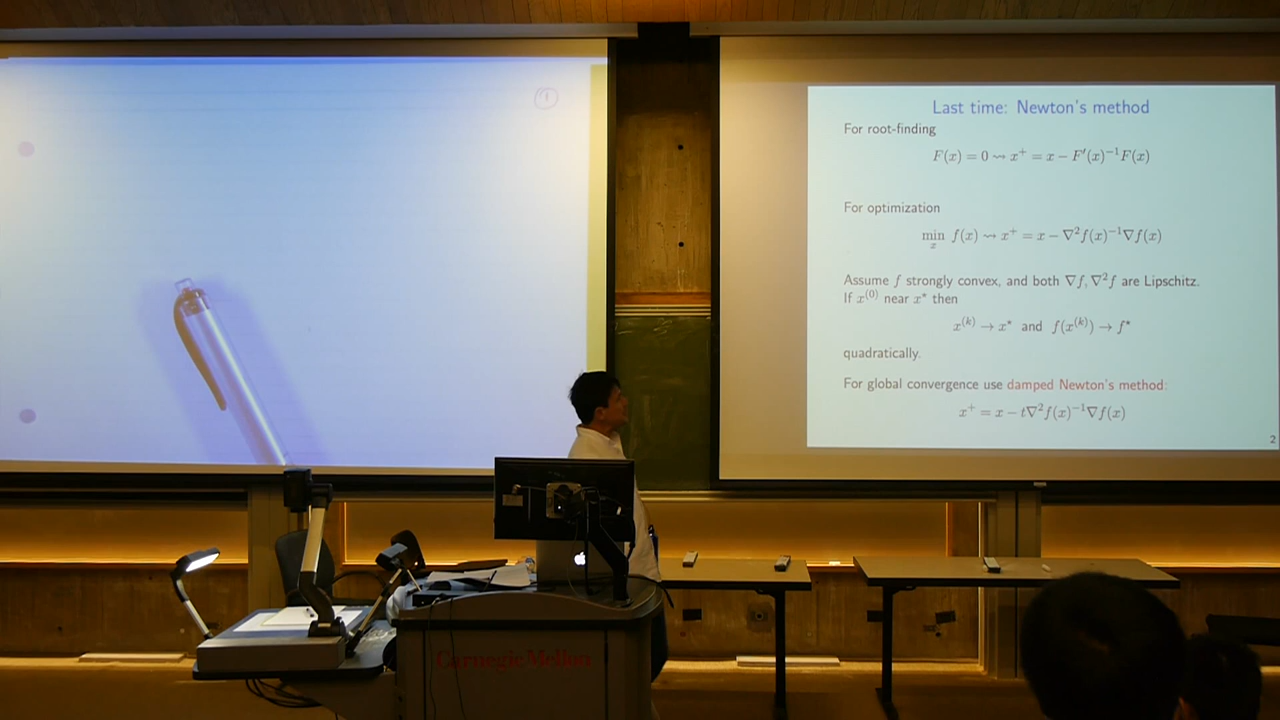 1
Last time: Newton's method
For root-finding
F(x) = 0 ⇝ x⁺ = x − F′(x)⁻¹F(x)
For optimization
min f(x) ⇝ x⁺ = x − ∇²f(x)⁻¹∇f(x)
x
Assume f strongly convex, and both ∇f, ∇²f are Lipschitz.
If x⁽⁰⁾ near x⋆ then
x⁽ᵏ⁾ → x⋆ and f(x⁽ᵏ⁾) → f⋆
quadratically.
For global convergence use damped Newton's method:
x⁺ = x − t∇²f(x)⁻¹∇f(x)
2
Carnegie Mellon